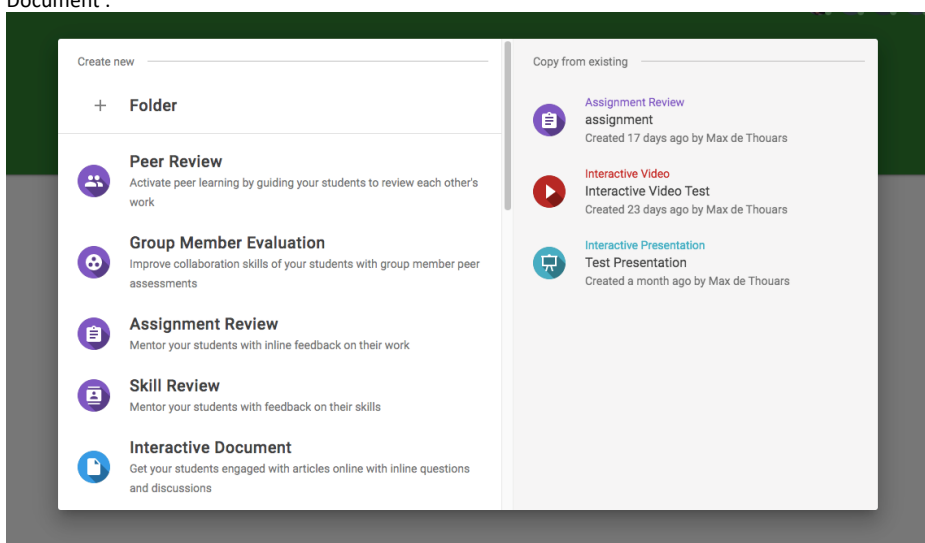 Document :
Create new
Folder
Peer Review
Activate peer learning by guiding your students to review each other's
work
Group Member Evaluation
Improve collaboration skills of your students with group member peer
assessments
Assignment Review
Mentor your students with inline feedback on their work
Skill Review
Mentor your students with feedback on their skills
Interactive Document
Get your students engaged with articles online with inline questions
and discussions
Copy from existing
Assignment Review
assignment
Created 17 days ago by Max de Thouars
Interactive Video
Interactive Video Test
Created 23 days ago by Max de Thouars
Interactive Presentation
Test Presentation
Created a month ago by Max de Thouars